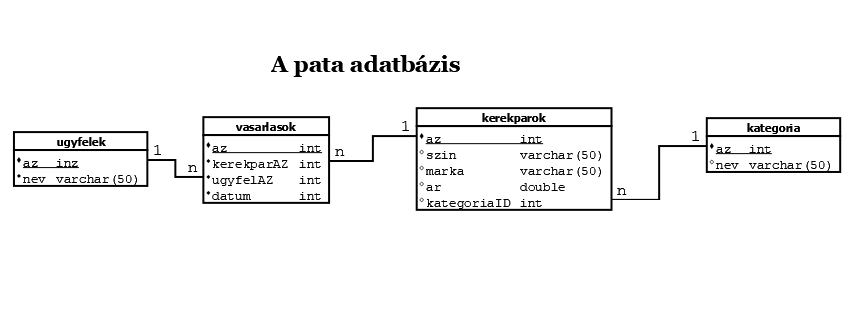 A pata adatbázis
ugyfelek
az inz
nev varchar(50)
1
n
vasarlasok
az int
kerekparAZ int
ugyfelAZ int
datum int
n
1
kerekparok
az int
szin varchar(50)
marka varchar(50)
ar double
kategoriaID int
n
1
kategoria
az int
nev varchar(50)